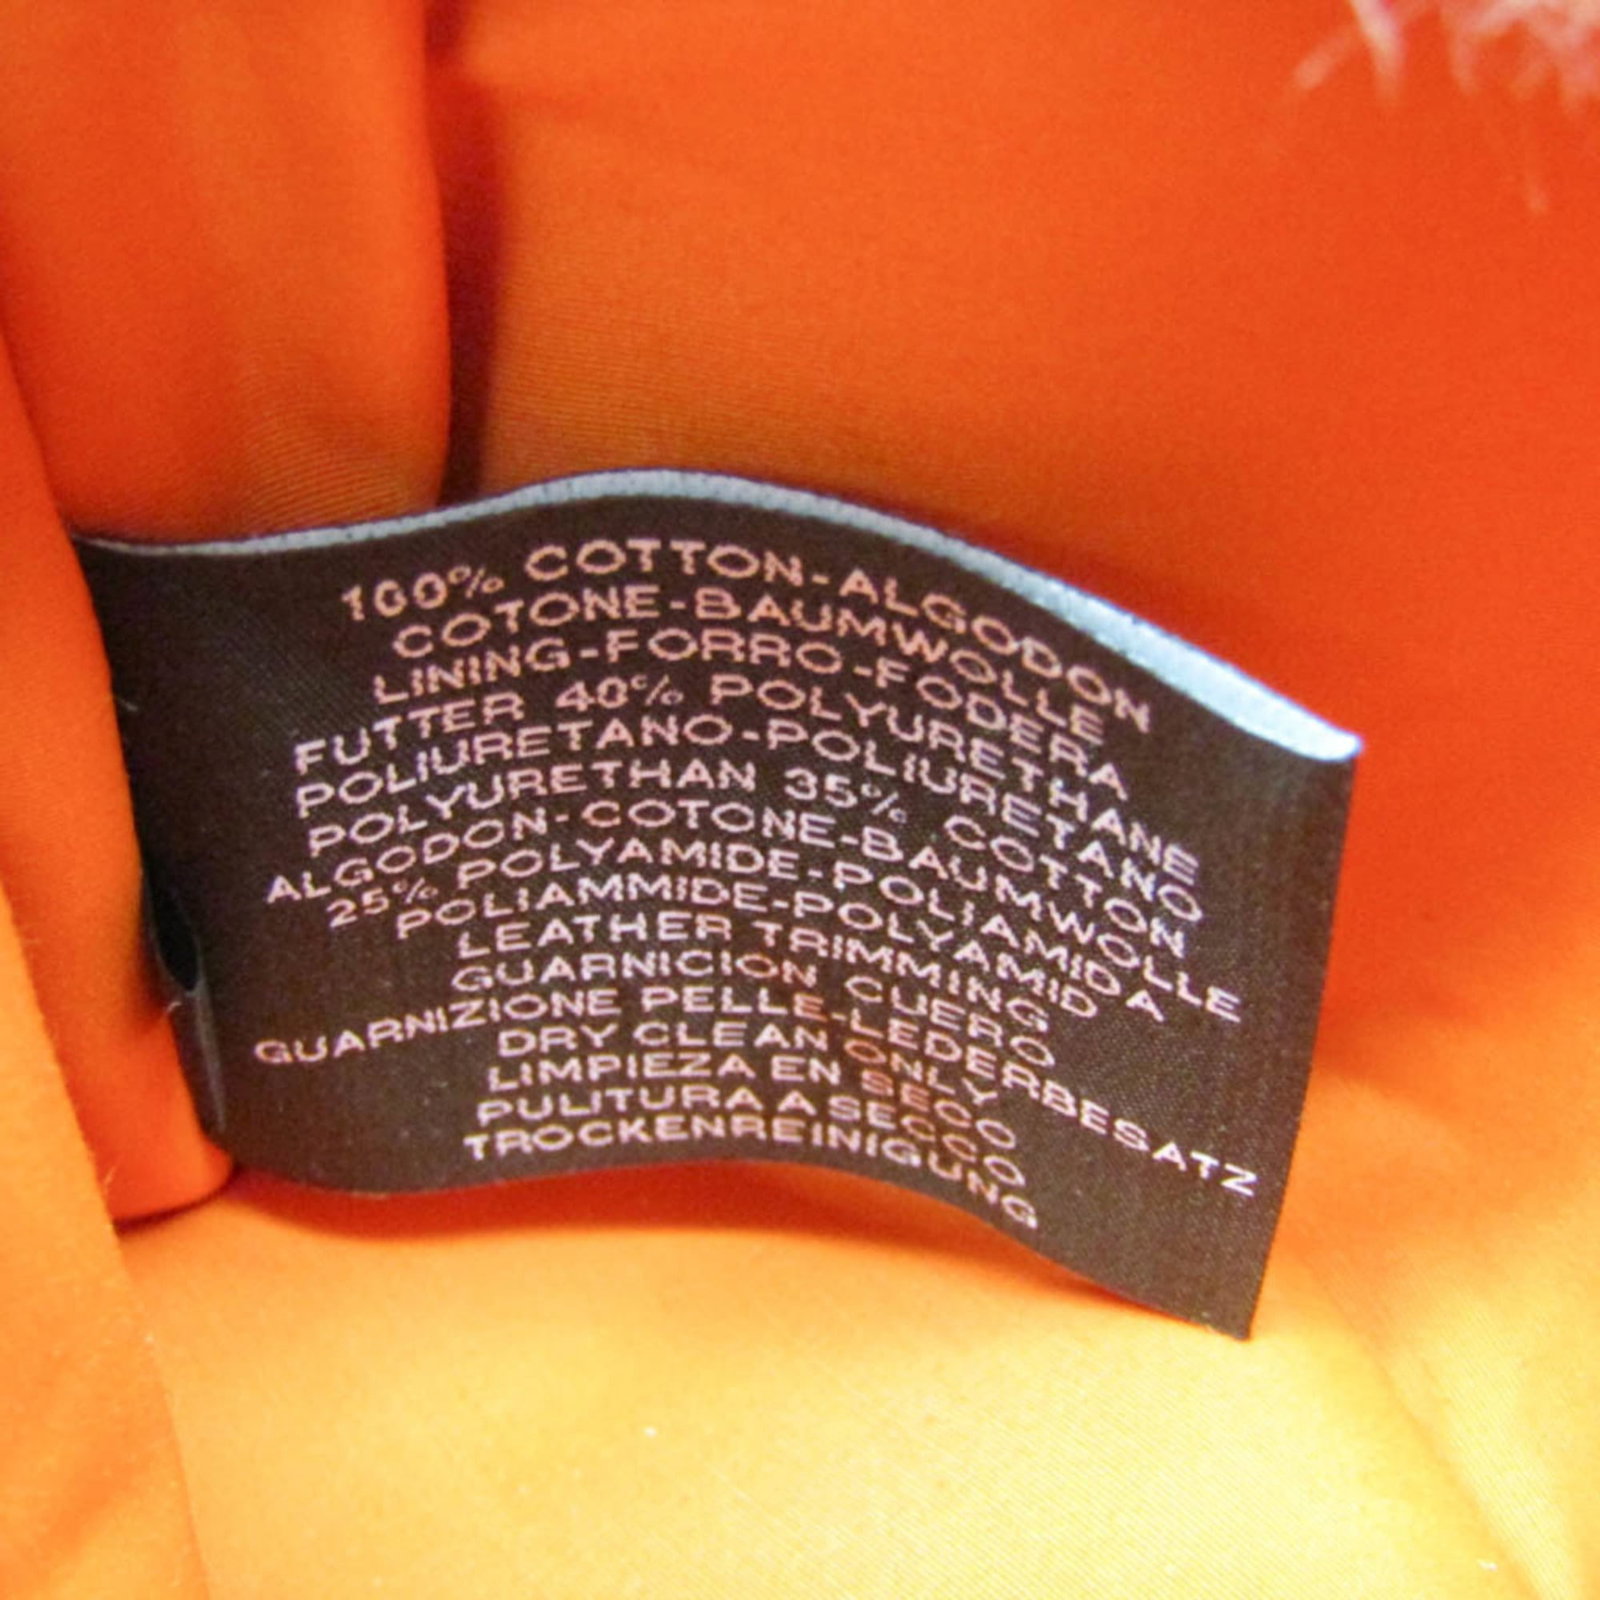 100% COTTON-ALGODON
COTONE-BAUMWOLLE
LINING-FORRO-FODERA
FUTTER 40% POLYURETHANE
POLIURETANO-POLIURETANO
POLYURETHAN 35% COTTON
ALGODON-COTONE-BAUMWOLLE
25% POLYAMIDE-POLIAMIDA
POLIAMMIDE-POLYAMID
LEATHER TRIMMING
GUARNICION CUERO
GUARNIZIONE PELLE-LEDERBESATZ
DRY CLEAN ONLY
LIMPIEZA EN SECO
PULITURA A SECCO
TROCKENREINIGUNG